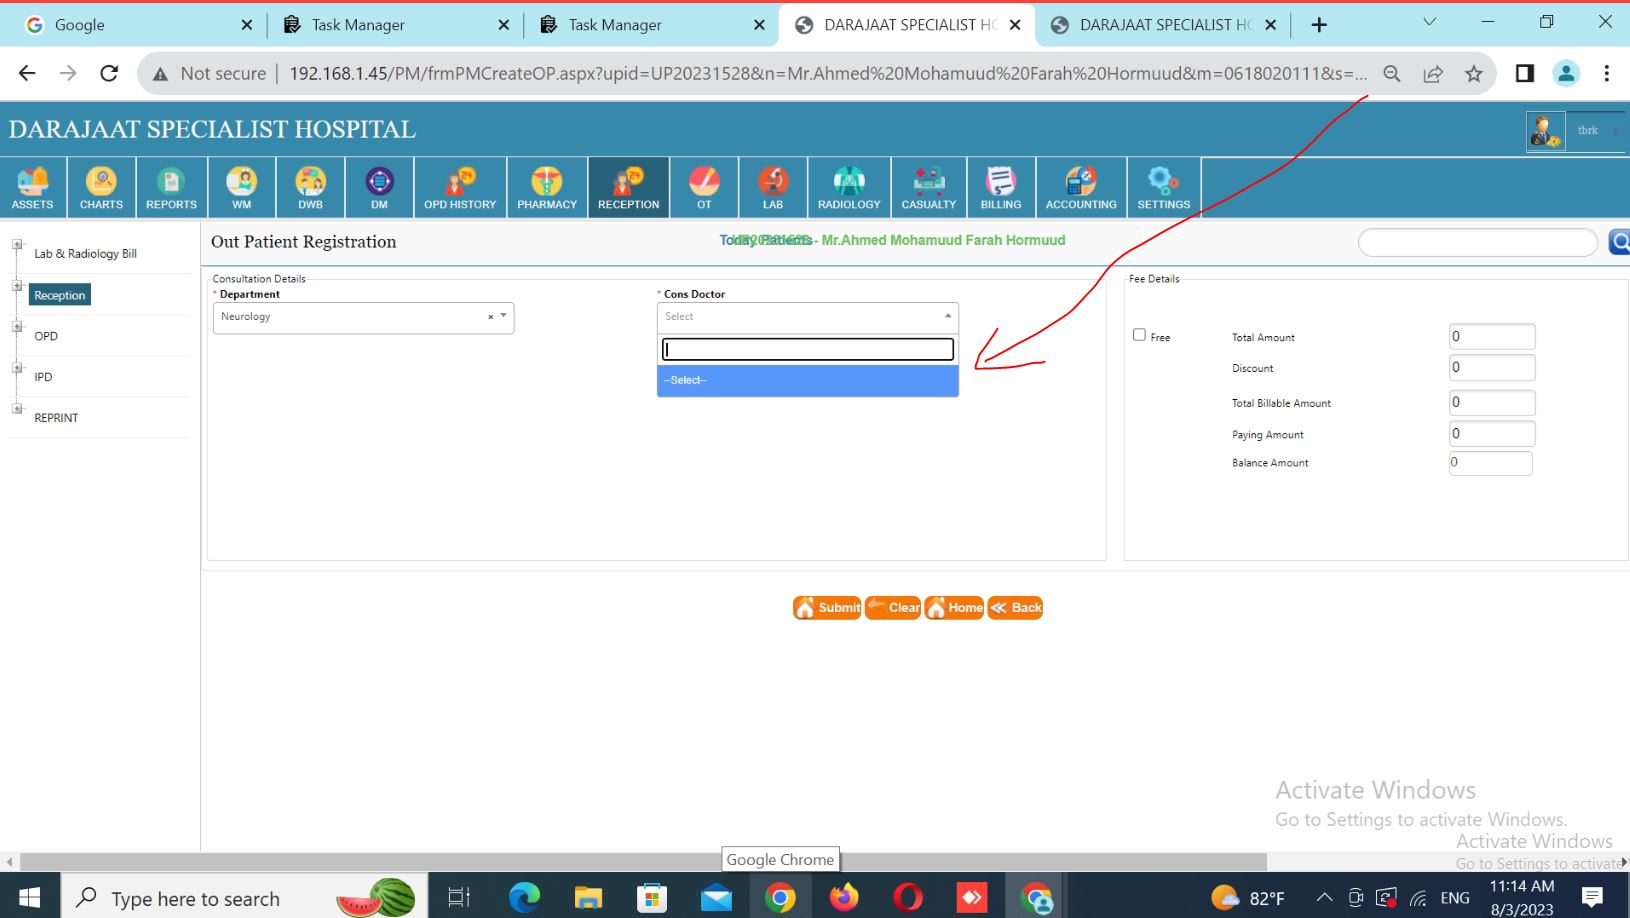 Google
Task Manager
Task Manager
DARAJAAT SPECIALIST HO
DARAJAAT SPECIALIST HO
Not secure
192.168.1.45/PM/frmPMCreateOP.aspx?upid=UP20231528&n=Mr.Ahmed%20Mohamuud%20Farah%20Hormuud&m=0618020111&s=...
DARAJAAT SPECIALIST HOSPITAL
tbrk
ASSETS
CHARTS
REPORTS
WM
DWB
DM
OPD HISTORY
PHARMACY
RECEPTION
OT
LAB
RADIOLOGY
CASUALTY
BILLING
ACCOUNTING
SETTINGS
Lab & Radiology Bill
Reception
OPD
IPD
REPRINT
Out Patient Registration
Today Patients
- Mr.Ahmed Mohamuud Farah Hormuud
Consultation Details
* Department
Neurology
* Cons Doctor
Select
--Select--
Fee Details
Free
Total Amount
0
Discount
0
Total Billable Amount
0
Paying Amount
0
Balance Amount
0
Submit
Clear
Home
Back
Activate Windows
Go to Settings to activate Windows.
Activate Windows
Go to Settings to activate
Google Chrome
Type here to search
82°F
ENG
11:14 AM
8/3/2023